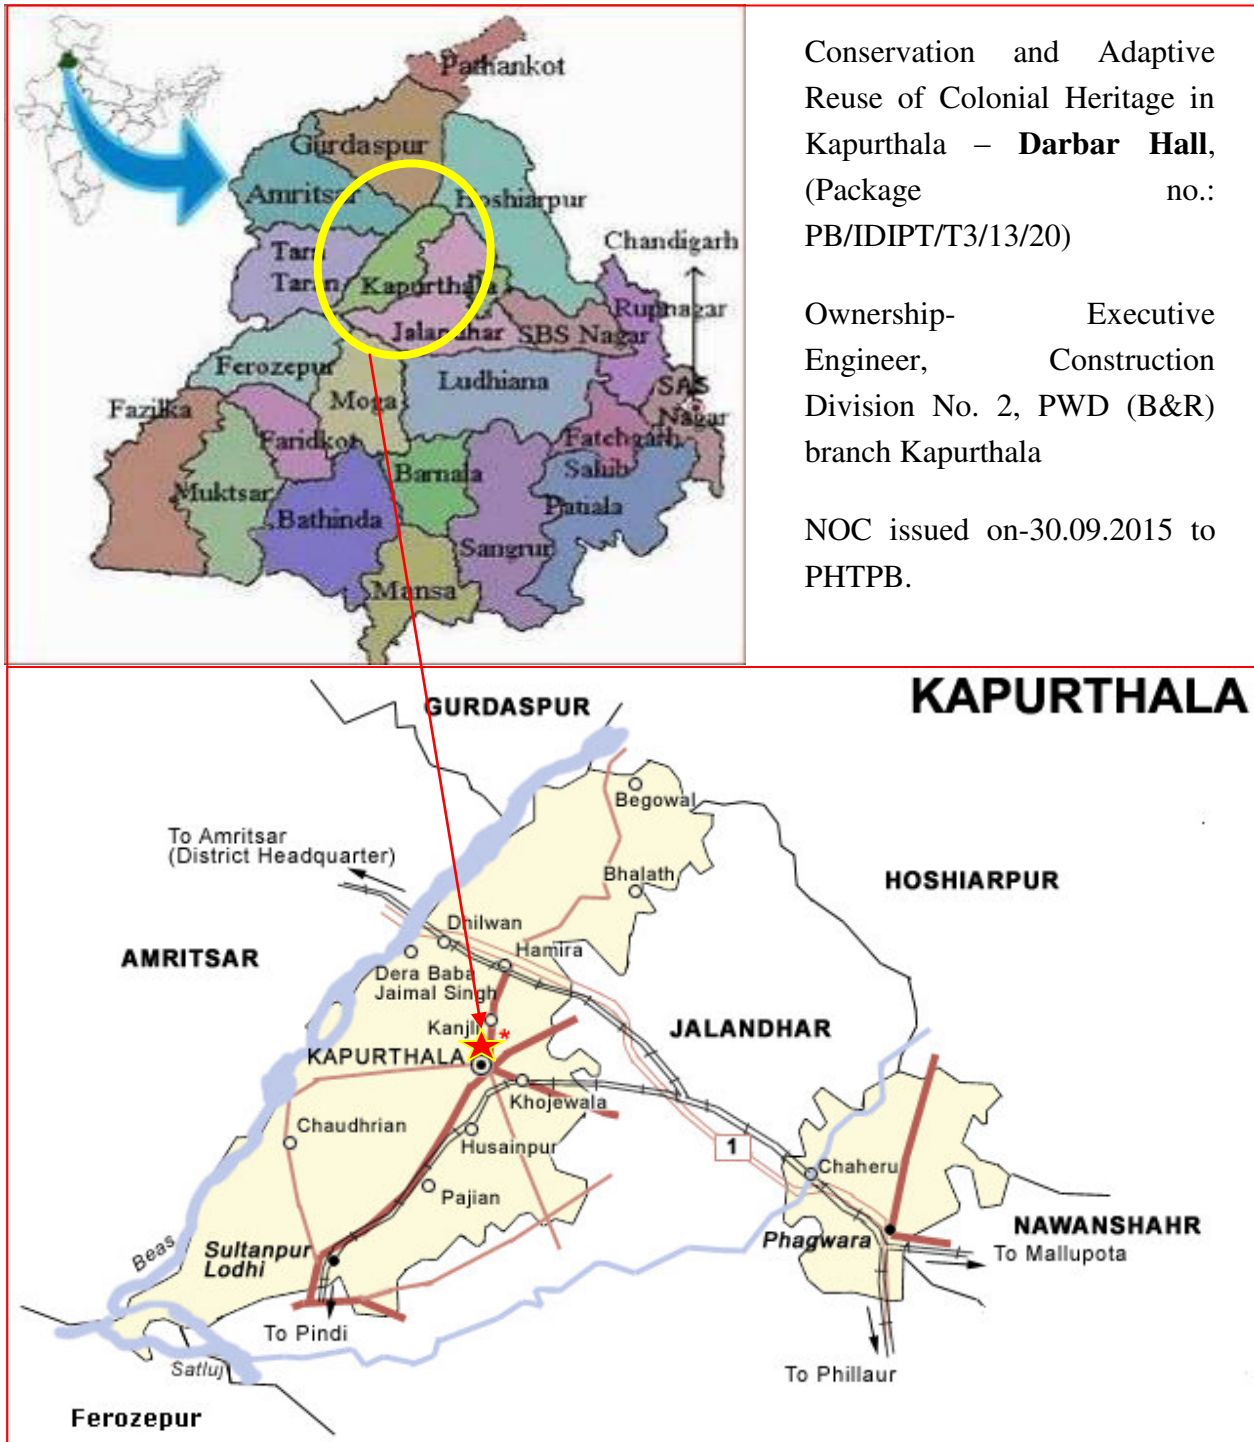 Pathankot
Gurdaspur
Amritsar
Hoshiarpur
Tarn
Taran
Kapurthala
Chandigarh
Rupnagar
Jalandhar
SBS Nagar
Ferozepur
Ludhiana
SAS
Nagar
Fazilka
Moga
Faridkot
Fatehgarh
Sahib
Muktsar
Barnala
Patiala
Bathinda
Sangrur
Mansa
Conservation and Adaptive
Reuse of Colonial Heritage in
Kapurthala – Darbar Hall,
(Package no.:
PB/IDIPT/T3/13/20)
Ownership- Executive
Engineer, Construction
Division No. 2, PWD (B&R)
branch Kapurthala
NOC issued on-30.09.2015 to
PHTPB.
KAPURTHALA
GURDASPUR
Begowal
To Amritsar
(District Headquarter)
Bhalath
HOSHIARPUR
Dhilwan
Hamira
AMRITSAR
Dera Baba
Jaimal Singh
Kanjli
*
JALANDHAR
KAPURTHALA
Khojewala
Chaudhrian
Husainpur
1
Chaheru
Pajian
Beas
Sultanpur
Lodhi
Phagwara
NAWANSHAHR
To Mallupota
To Pindi
Satluj
To Phillaur
Ferozepur